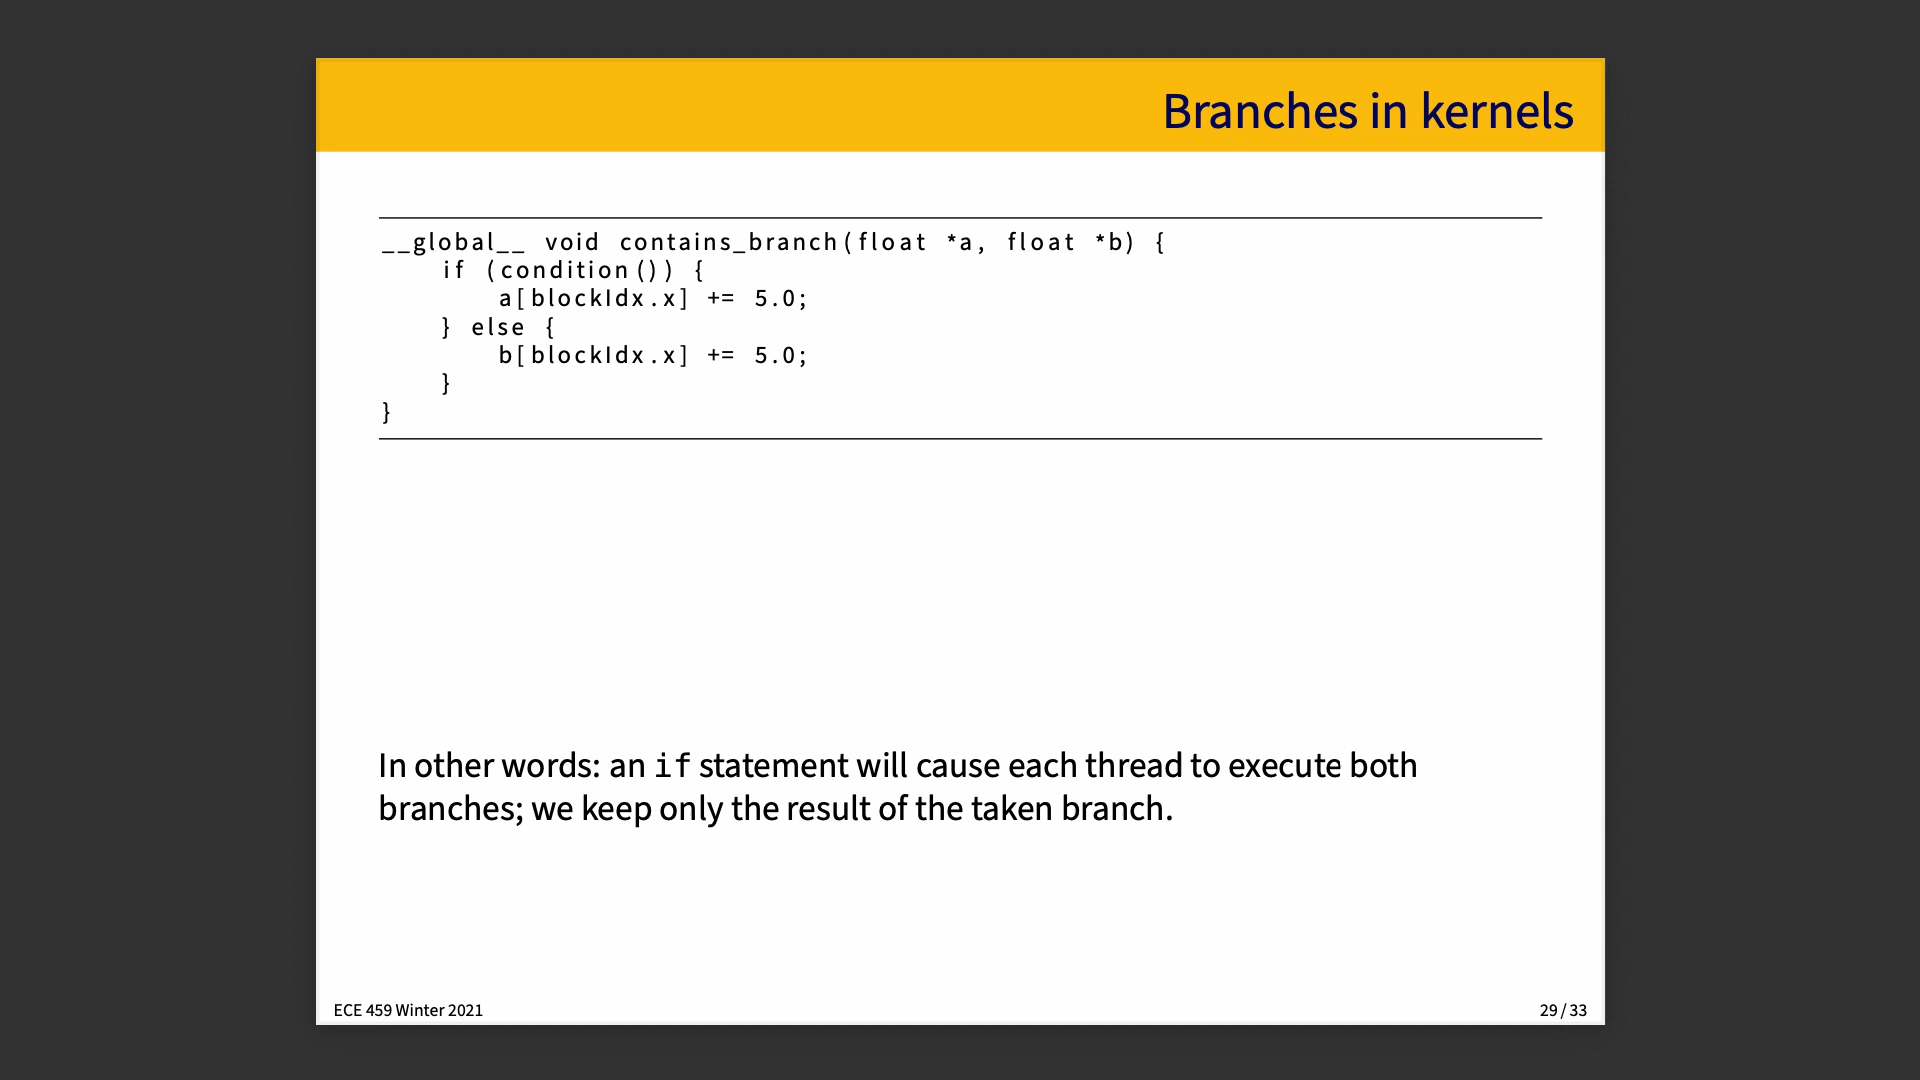 Branches in kernels
__global__ void contains_branch(float *a, float *b) {
    if (condition()) {
        a[blockIdx.x] += 5.0;
    } else {
        b[blockIdx.x] += 5.0;
    }
}
In other words: an if statement will cause each thread to execute both
branches; we keep only the result of the taken branch.
ECE 459 Winter 2021
29 / 33